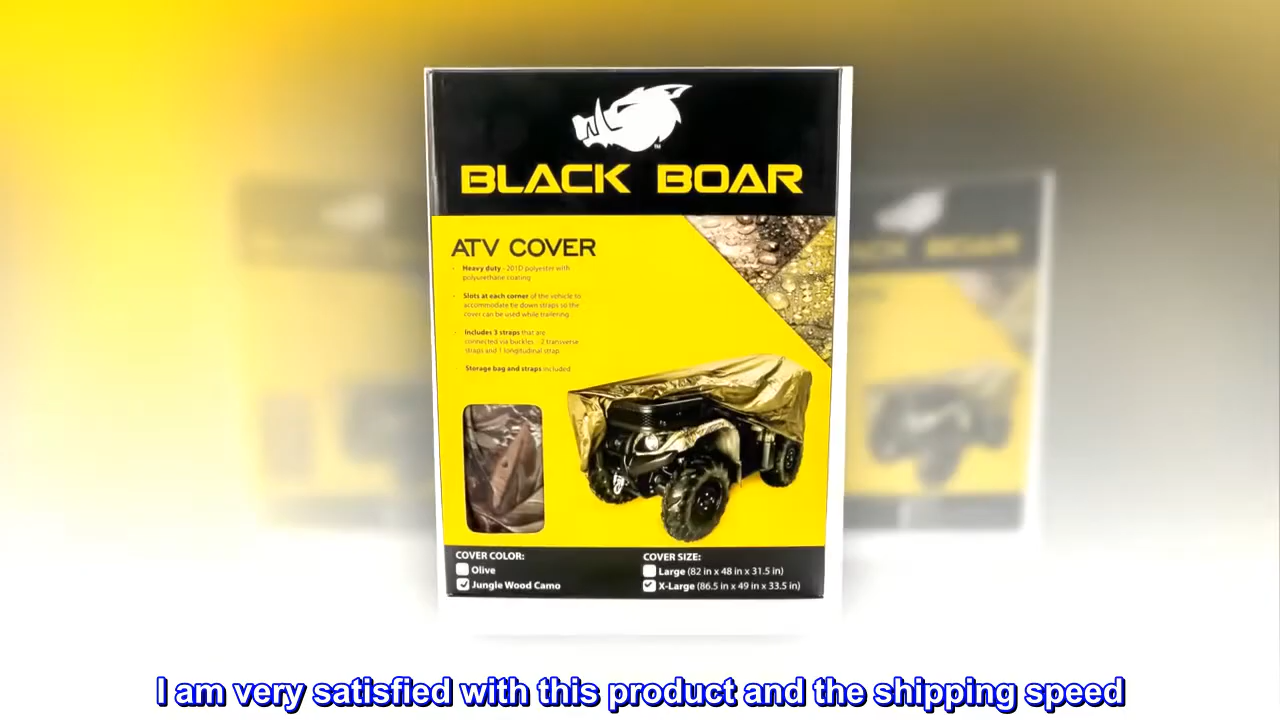 BLACK BOAR
ATV COVER
Heavy duty - 201D polyester with
polyurethane coating
Slots at each corner of the vehicle to
accommodate tie down straps so the
cover can be used while trailering
Includes 3 straps that are
connected via buckles - 2 transverse
straps and 1 longitudinal strap
Storage bag and straps included
COVER COLOR:
Olive
Jungle Wood Camo
COVER SIZE:
Large (82 in x 48 in x 31.5 in)
X-Large (86.5 in x 49 in x 33.5 in)
ACK BOAR
I am very satisfied with this product and the shipping speed